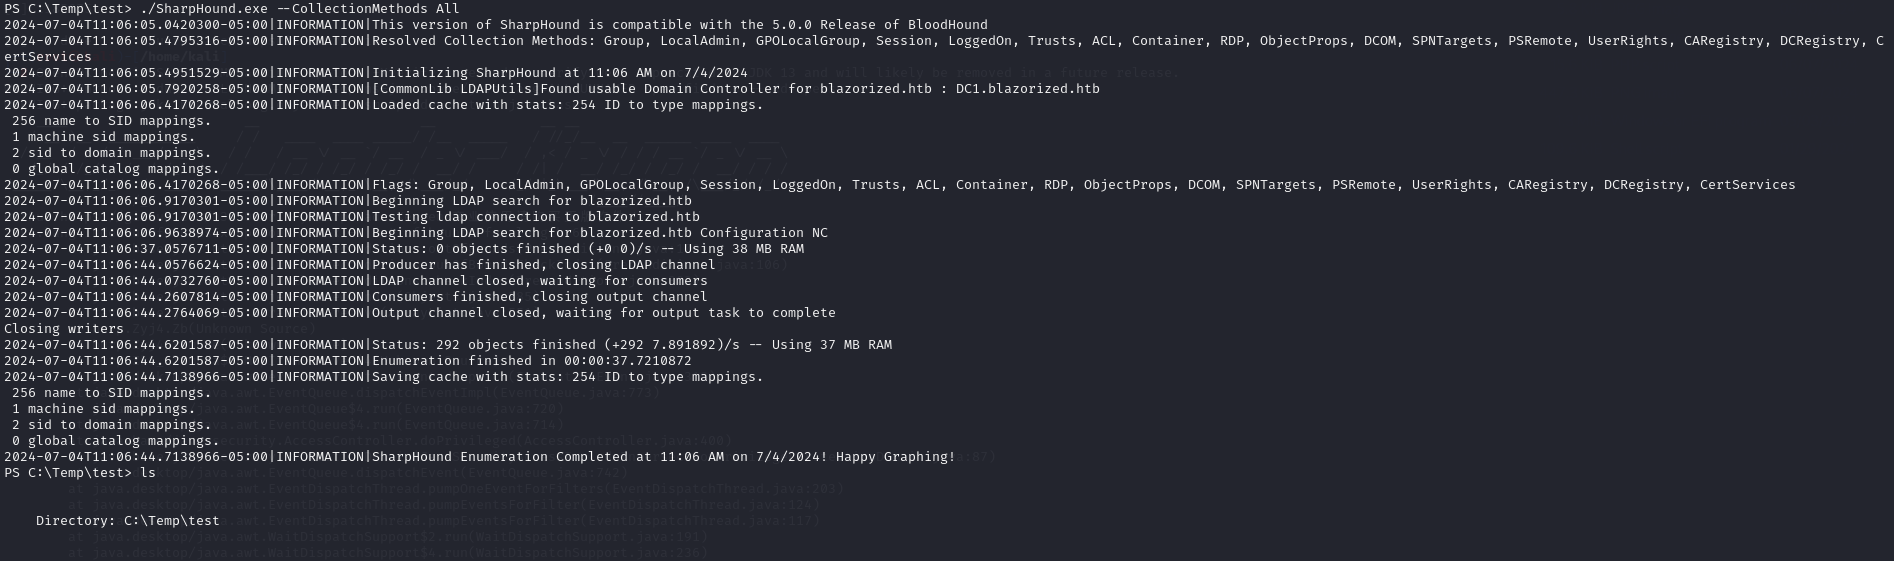 PS C:\Temp\test> ./SharpHound.exe --CollectionMethods All
2024-07-04T11:06:05.0420300-05:00|INFORMATION|This version of SharpHound is compatible with the 5.0.0 Release of BloodHound
2024-07-04T11:06:05.4795316-05:00|INFORMATION|Resolved Collection Methods: Group, LocalAdmin, GPOLocalGroup, Session, LoggedOn, Trusts, ACL, Container, RDP, ObjectProps, DCOM, SPNTargets, PSRemote, UserRights, CARegistry, DCRegistry, C
ertServices
2024-07-04T11:06:05.4951529-05:00|INFORMATION|Initializing SharpHound at 11:06 AM on 7/4/2024
2024-07-04T11:06:05.7920258-05:00|INFORMATION|[CommonLib LDAPUtils]Found usable Domain Controller for blazorized.htb : DC1.blazorized.htb
2024-07-04T11:06:06.4170268-05:00|INFORMATION|Loaded cache with stats: 254 ID to type mappings.
 256 name to SID mappings.
 1 machine sid mappings.
 2 sid to domain mappings.
 0 global catalog mappings.
2024-07-04T11:06:06.4170268-05:00|INFORMATION|Flags: Group, LocalAdmin, GPOLocalGroup, Session, LoggedOn, Trusts, ACL, Container, RDP, ObjectProps, DCOM, SPNTargets, PSRemote, UserRights, CARegistry, DCRegistry, CertServices
2024-07-04T11:06:06.9170301-05:00|INFORMATION|Beginning LDAP search for blazorized.htb
2024-07-04T11:06:06.9170301-05:00|INFORMATION|Testing ldap connection to blazorized.htb
2024-07-04T11:06:06.9638974-05:00|INFORMATION|Beginning LDAP search for blazorized.htb Configuration NC
2024-07-04T11:06:37.0576711-05:00|INFORMATION|Status: 0 objects finished (+0 0)/s -- Using 38 MB RAM
2024-07-04T11:06:44.0576624-05:00|INFORMATION|Producer has finished, closing LDAP channel
2024-07-04T11:06:44.0732760-05:00|INFORMATION|LDAP channel closed, waiting for consumers
2024-07-04T11:06:44.2607814-05:00|INFORMATION|Consumers finished, closing output channel
2024-07-04T11:06:44.2764069-05:00|INFORMATION|Output channel closed, waiting for output task to complete
Closing writers
2024-07-04T11:06:44.6201587-05:00|INFORMATION|Status: 292 objects finished (+292 7.891892)/s -- Using 37 MB RAM
2024-07-04T11:06:44.6201587-05:00|INFORMATION|Enumeration finished in 00:00:37.7210872
2024-07-04T11:06:44.7138966-05:00|INFORMATION|Saving cache with stats: 254 ID to type mappings.
 256 name to SID mappings.
 1 machine sid mappings.
 2 sid to domain mappings.
 0 global catalog mappings.
2024-07-04T11:06:44.7138966-05:00|INFORMATION|SharpHound Enumeration Completed at 11:06 AM on 7/4/2024! Happy Graphing!
PS C:\Temp\test> ls
at java.desktop/java.awt.EventDispatchThread.pumpOneEventForFilters(EventDispatchThread.java:203)
Directory: C:\Temp\test